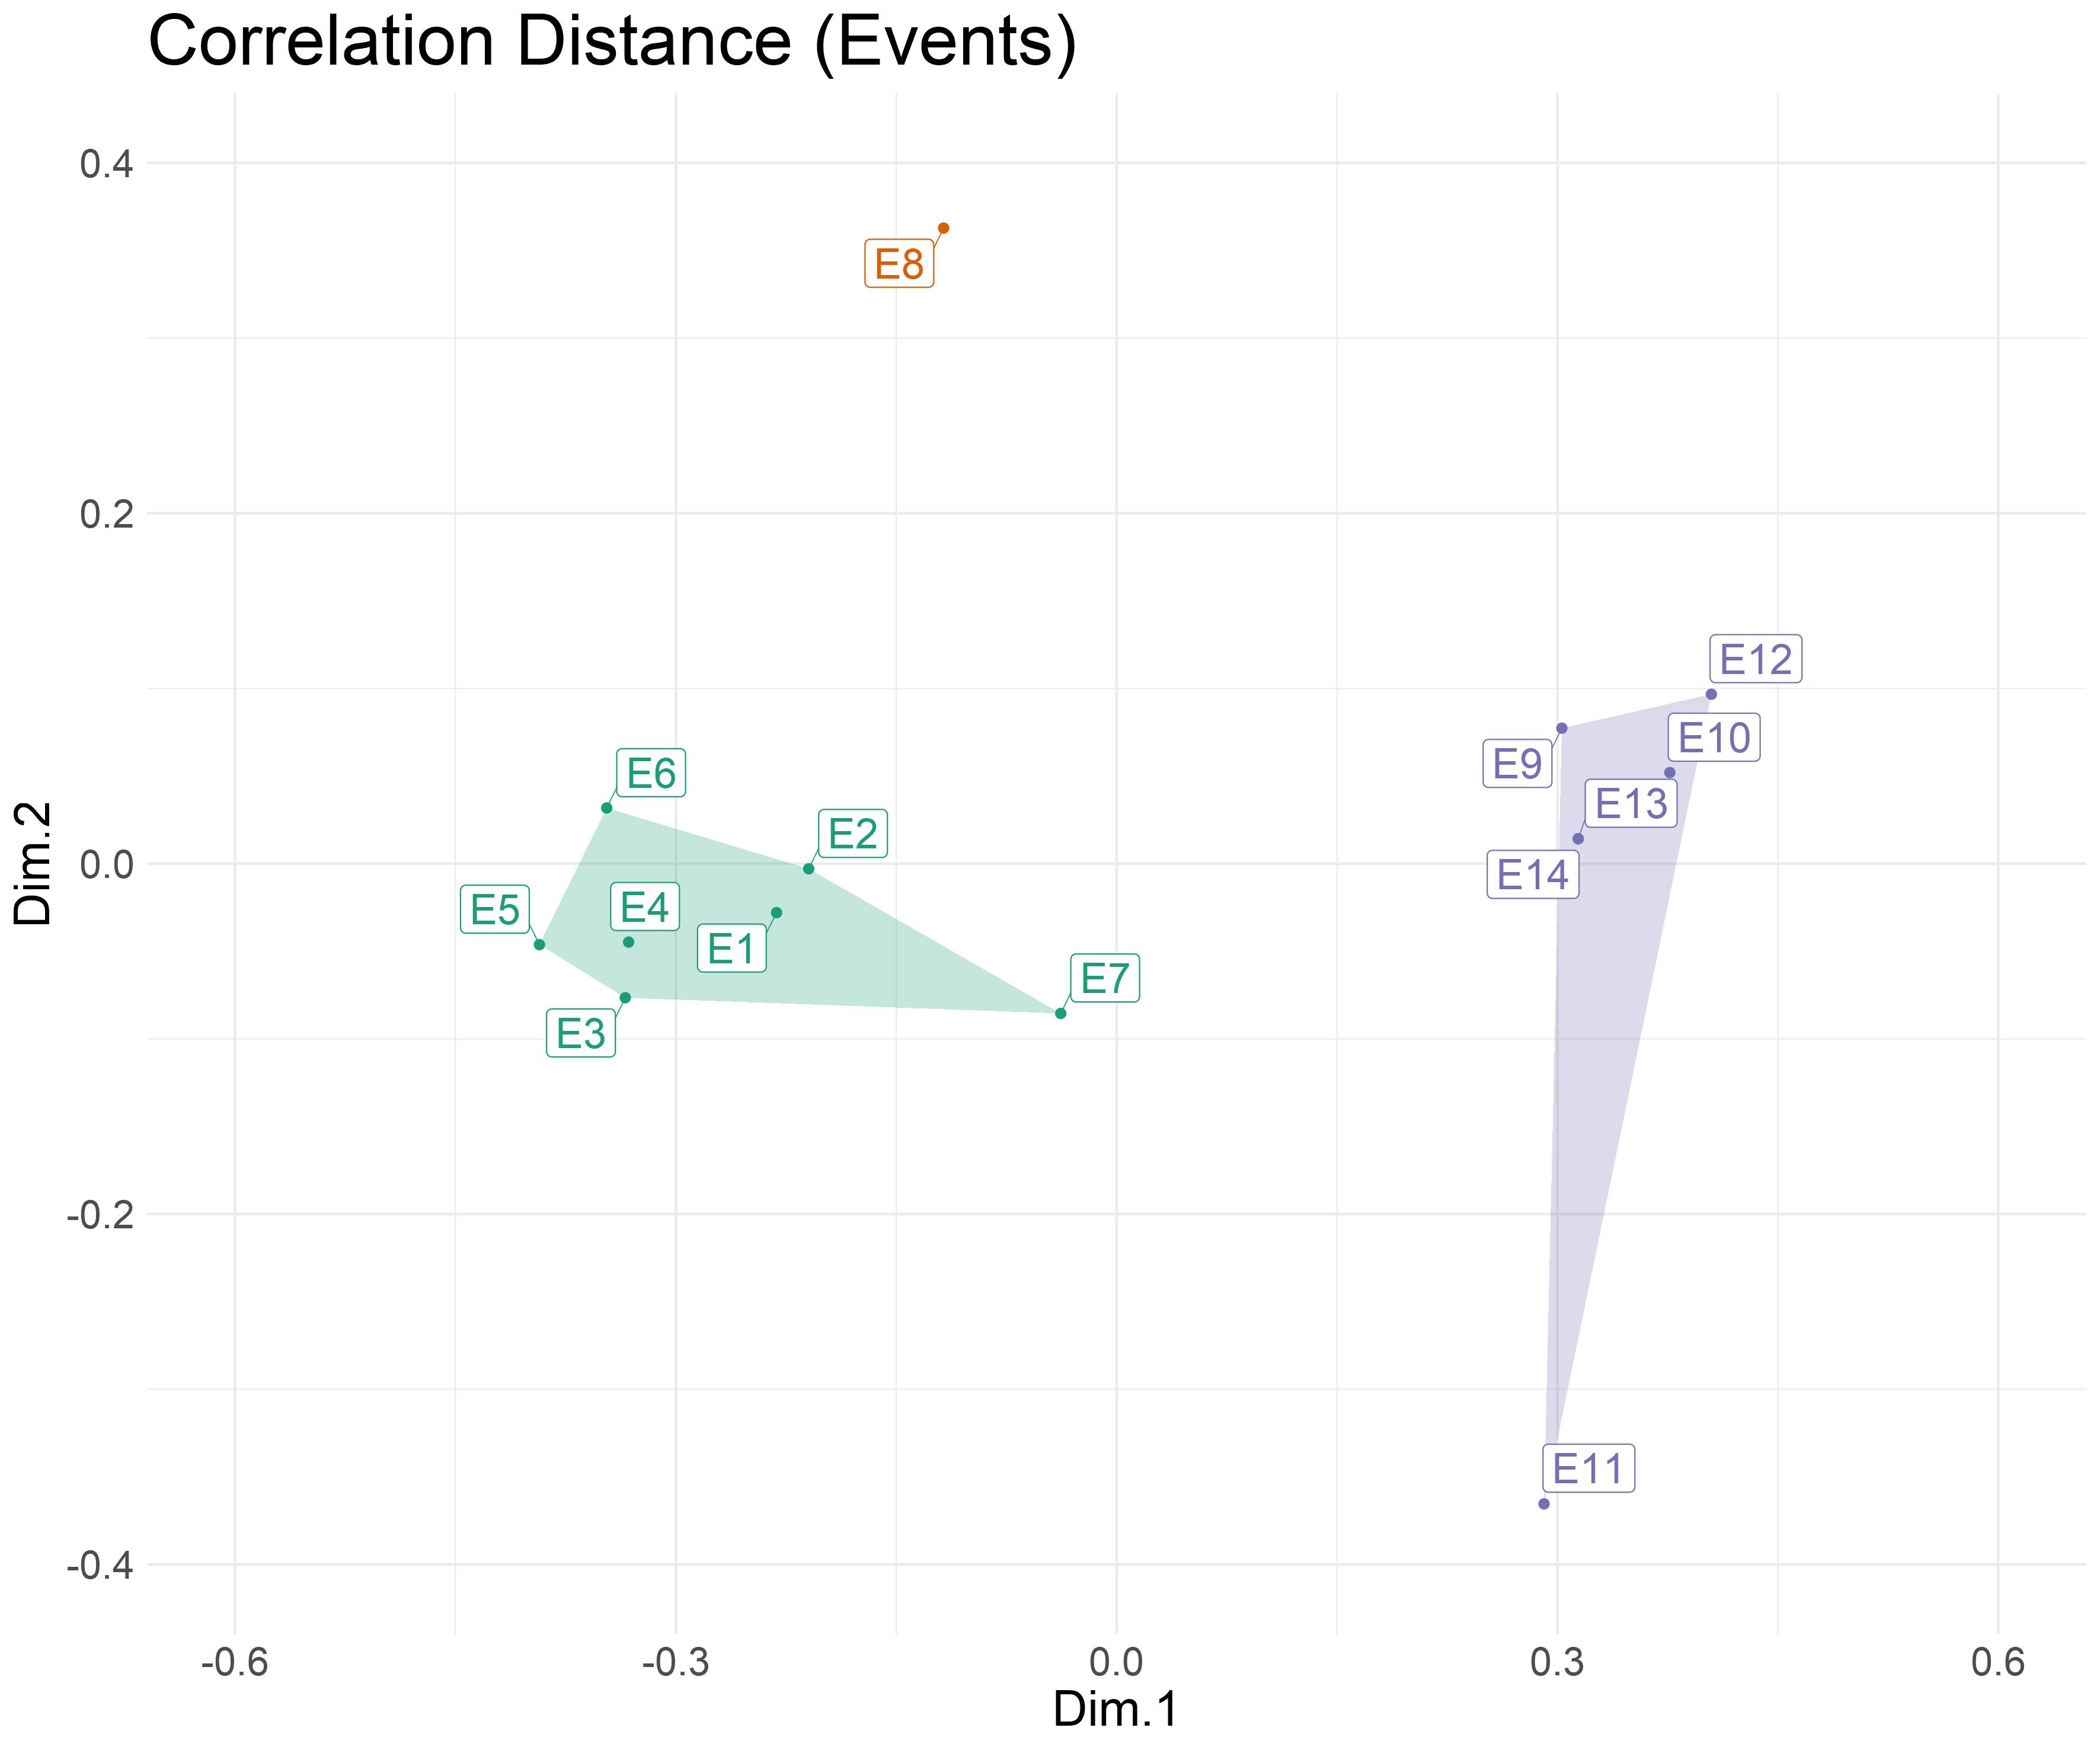 Correlation Distance (Events)
0.4
E8
0.2
E12
E10
E9
E6
E13
E2
0.0
E14
E5
E4
E1
E7
E3
Dim.2
-0.2
E11
-0.4
-0.6
-0.3
0.0
0.3
0.6
Dim.1